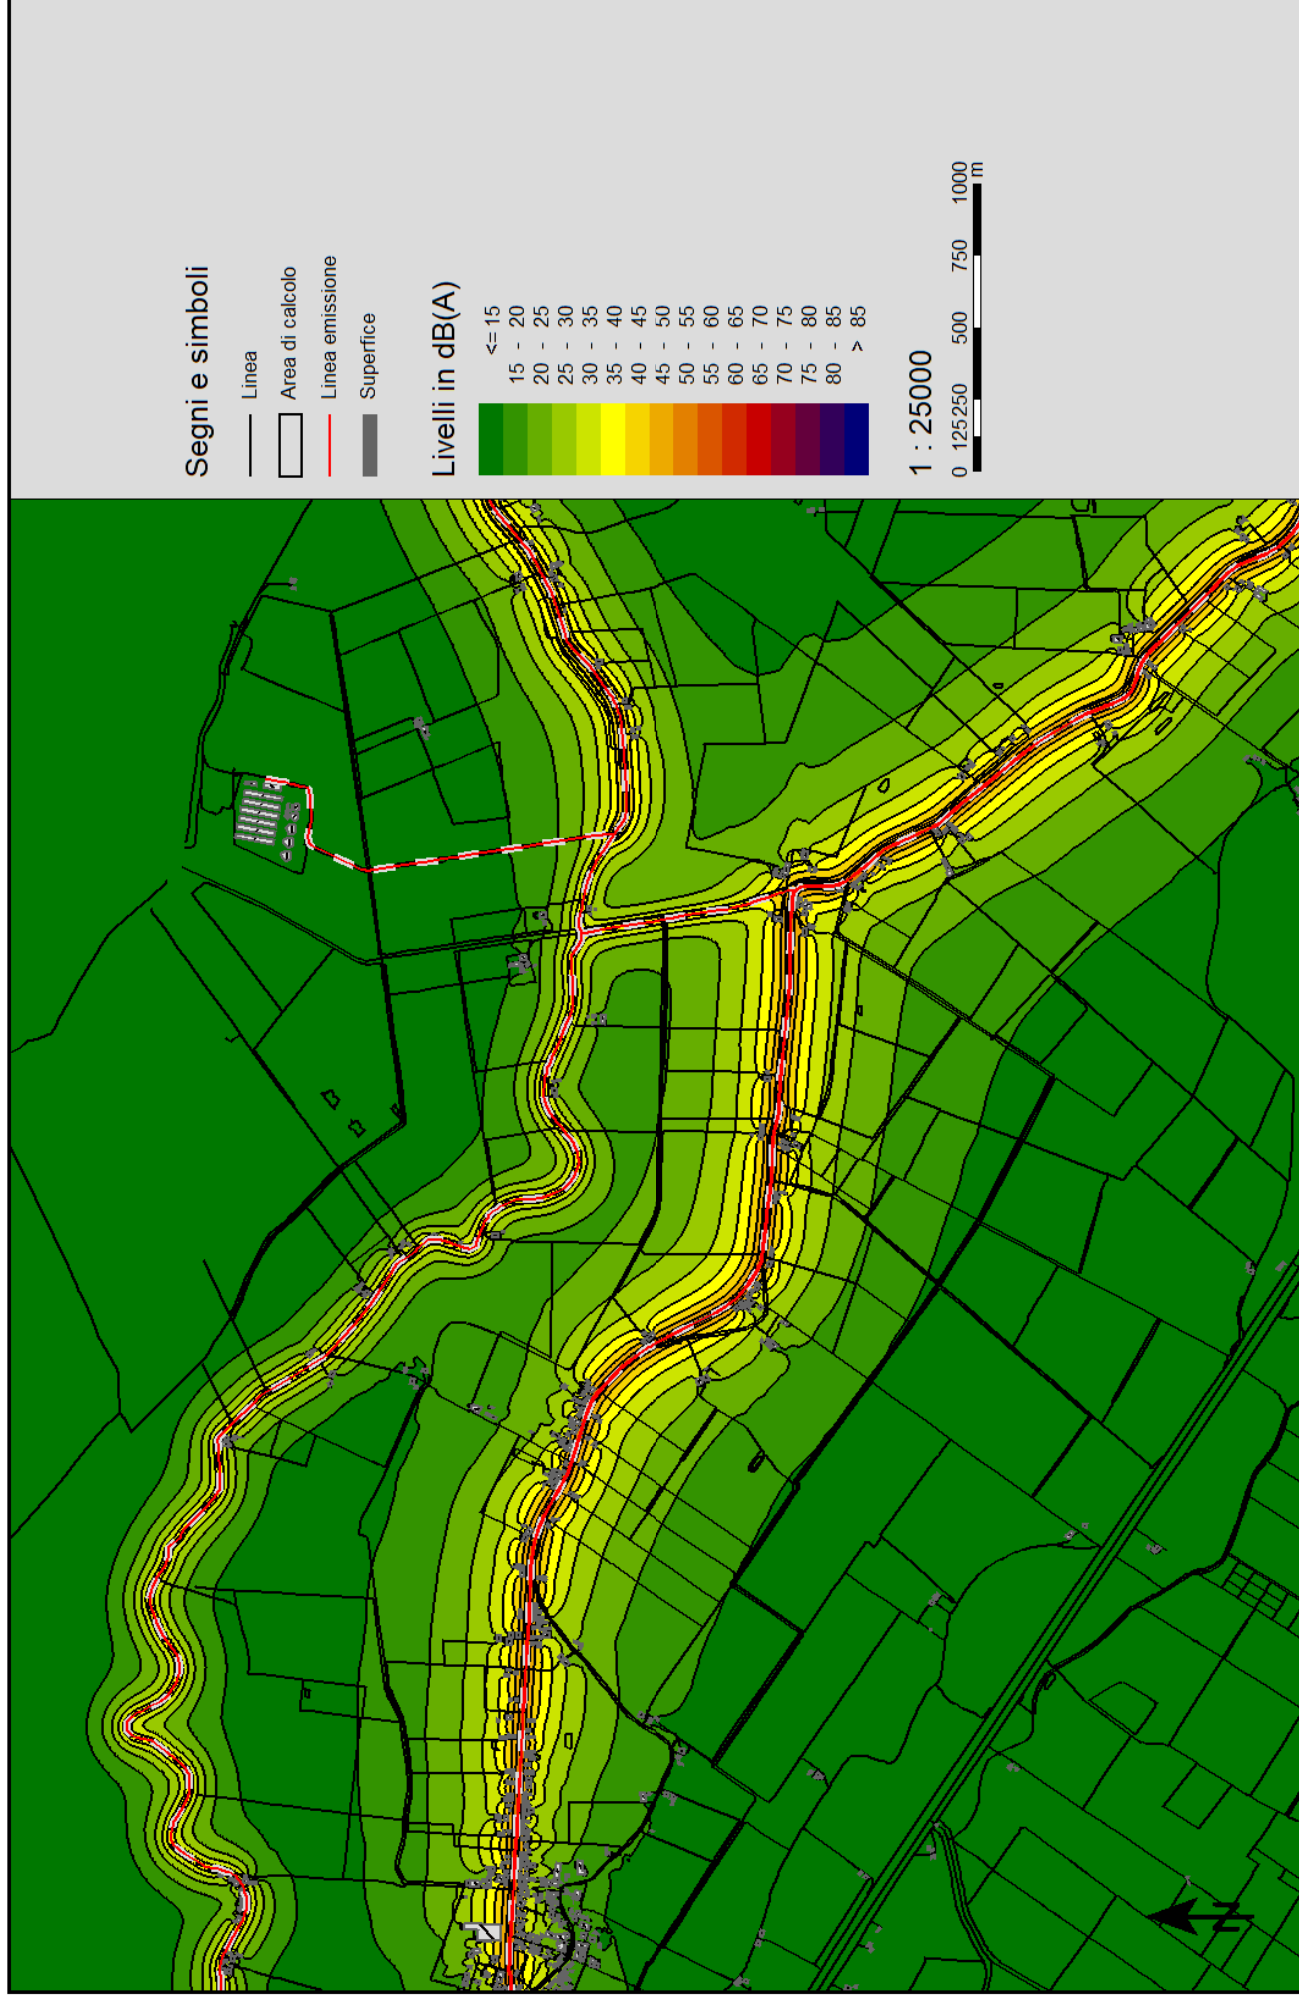 Segni e simboli
Linea
Area di calcolo
Linea emissione
Superfice
Livelli in dB(A)
<= 15
15 - 20
20 - 25
25 - 30
30 - 35
35 - 40
40 - 45
45 - 50
50 - 55
55 - 60
60 - 65
65 - 70
70 - 75
75 - 80
80 - 85
> 85
1 : 25000
0 125 250 500 750 1000
m
N